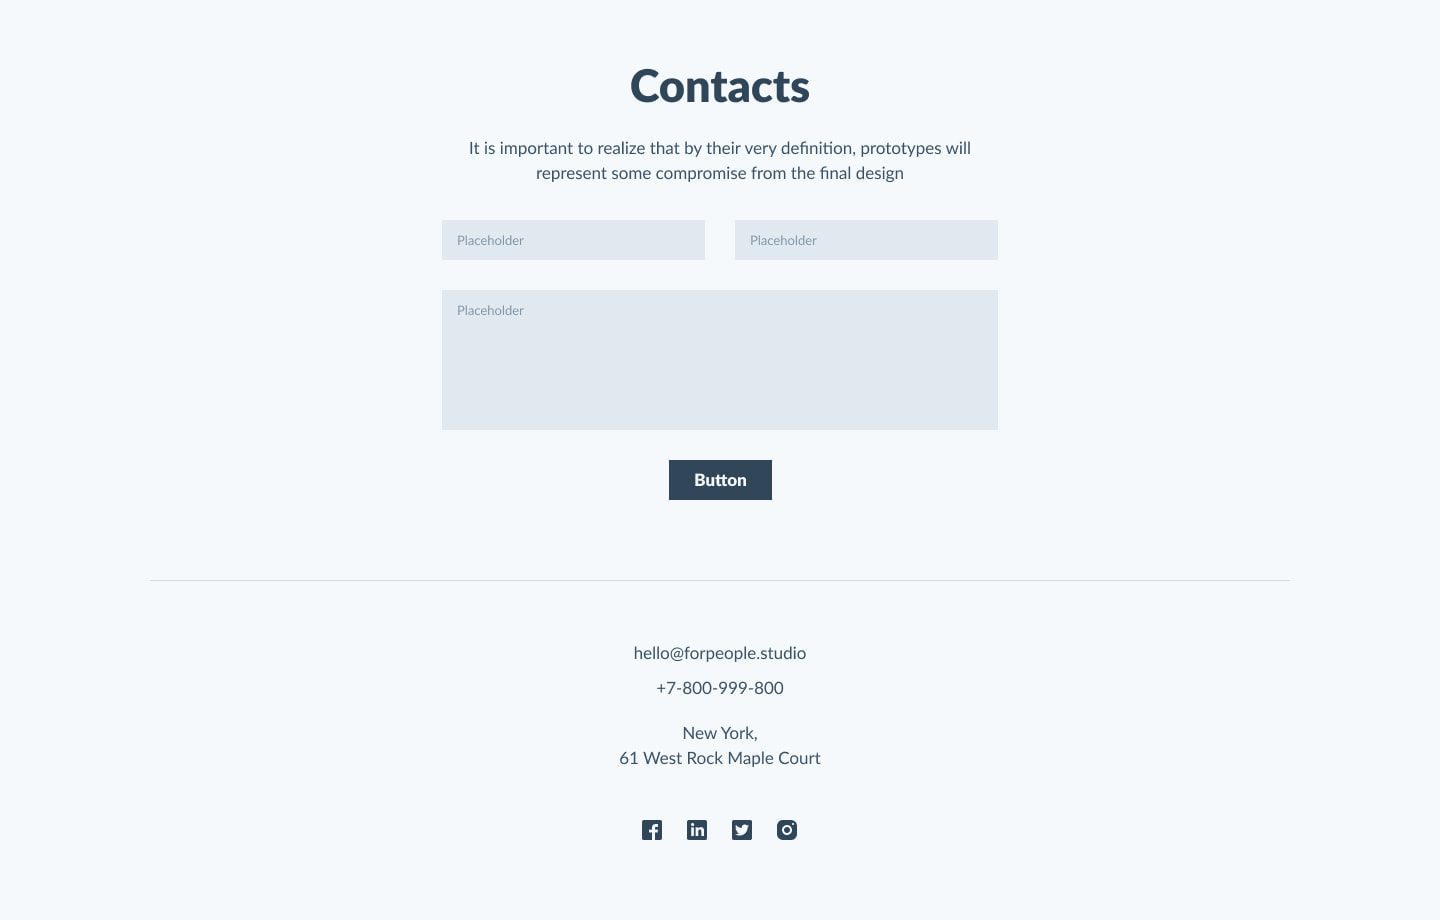 Contacts
It is important to realize that by their very definition, prototypes will
represent some compromise from the final design
Placeholder
Placeholder
Placeholder
Button
hello@forpeople.studio
+7-800-999-800
New York,
61 West Rock Maple Court